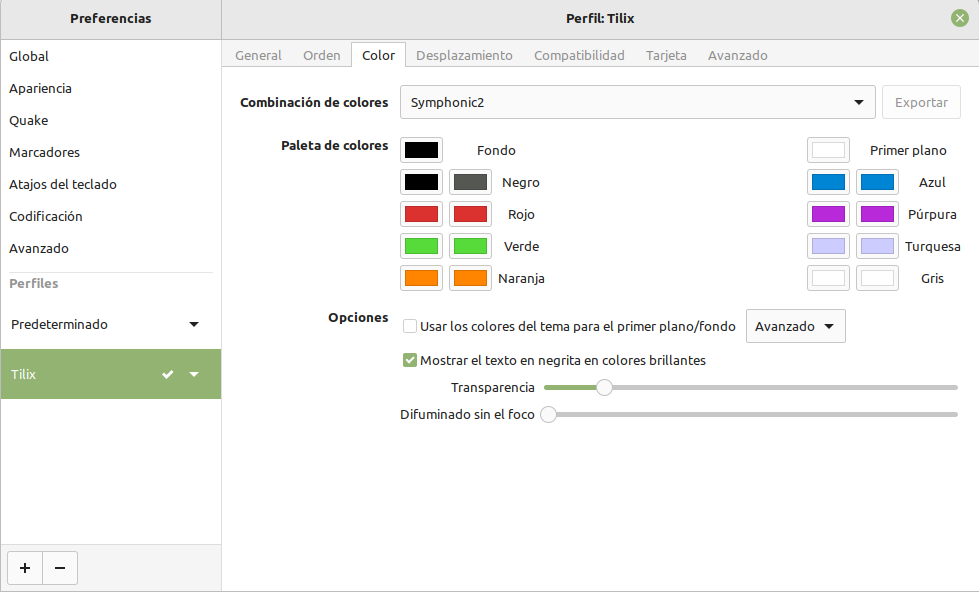 Preferencias
Perfil: Tilix
Global
Apariencia
Quake
Marcadores
Atajos del teclado
Codificación
Avanzado
Perfiles
Predeterminado
Tilix
General Orden Color Desplazamiento Compatibilidad Tarjeta Avanzado
Combinación de colores Symphonic2 Exportar
Paleta de colores Fondo Primer plano
Negro Azul
Rojo Púrpura
Verde Turquesa
Naranja Gris
Opciones Usar los colores del tema para el primer plano/fondo Avanzado
Mostrar el texto en negrita en colores brillantes
Transparencia
Difuminado sin el foco